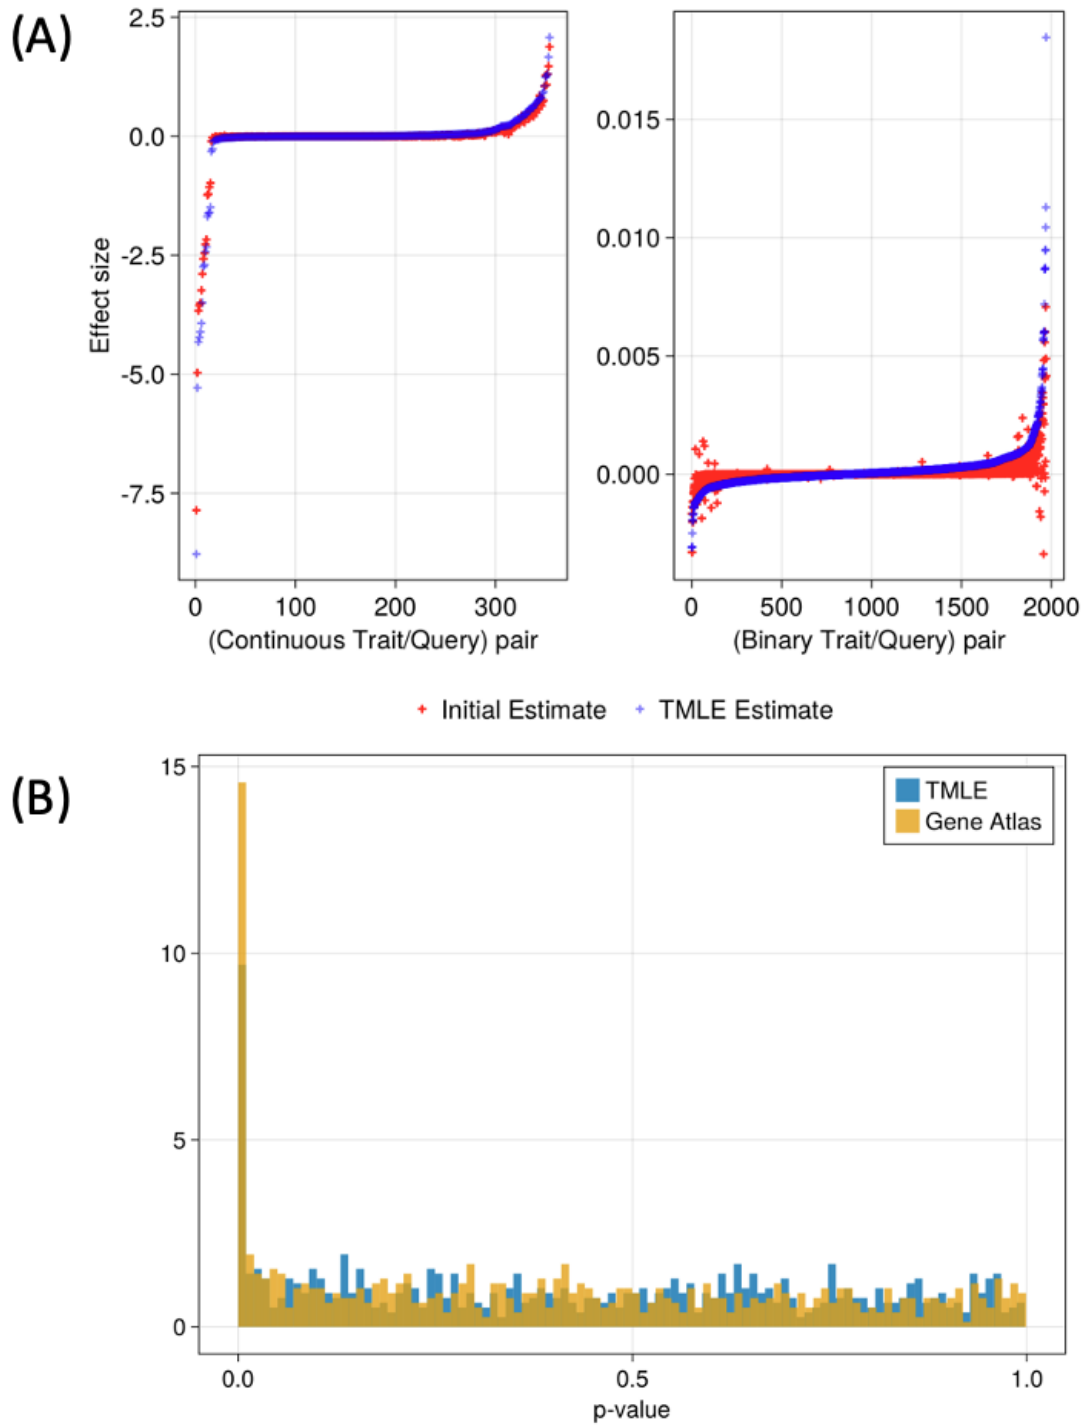 (A)
2.5
0.0
-2.5
-5.0
-7.5
Effect size
0 100 200 300
(Continuous Trait/Query) pair
0.015
0.010
0.005
0.000
0 500 1000 1500 2000
(Binary Trait/Query) pair
Initial Estimate TMLE Estimate
(B)
15
10
5
0
TMLE
Gene Atlas
0.0 0.5 1.0
p-value